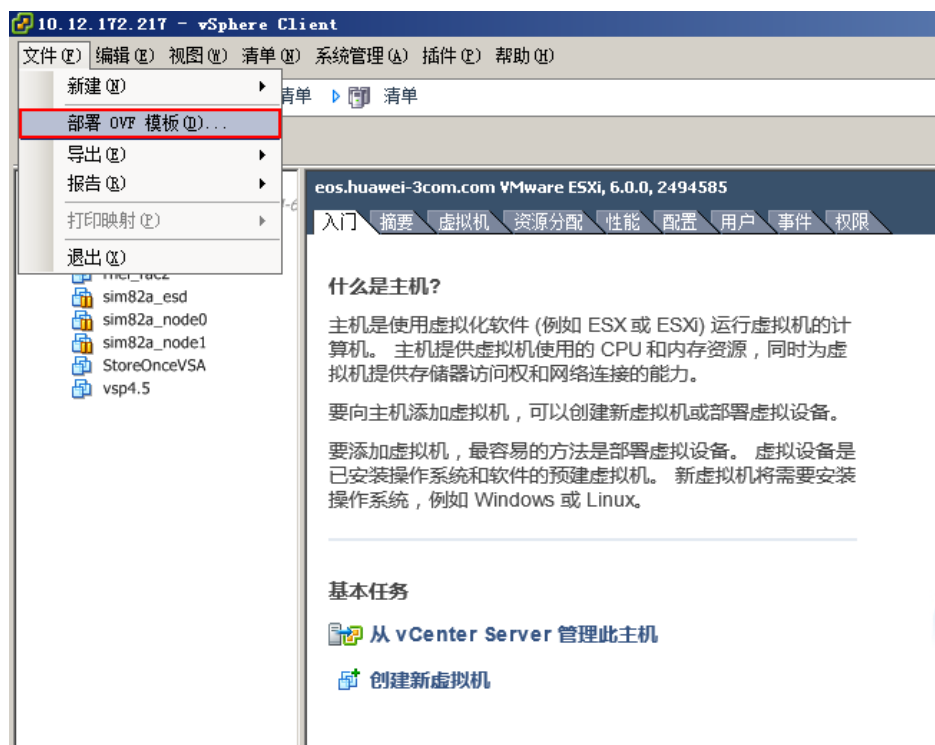 10.12.172.217 - vSphere Client
文件(F) 编辑(E) 视图(V) 清单(N) 系统管理(A) 插件(P) 帮助(H)
新建(N)
清单 清单
部署 OVF 模板(D)...
导出(E)
报告(R)
打印映射(P)
退出(X)
eos.huawei-3com.com VMware ESXi, 6.0.0, 2494585
入门 摘要 虚拟机 资源分配 性能 配置 用户 事件 权限
sim82a_esd
sim82a_node0
sim82a_node1
StoreOnceVSA
vsp4.5
什么是主机?
主机是使用虚拟化软件 (例如 ESX 或 ESXi) 运行虚拟机的计
算机。 主机提供虚拟机使用的 CPU 和内存资源，同时为虚
拟机提供存储器访问权和网络连接的能力。
要向主机添加虚拟机，可以创建新虚拟机或部署虚拟设备。
要添加虚拟机，最容易的方法是部署虚拟设备。 虚拟设备是
已安装操作系统和软件的预建虚拟机。 新虚拟机将需要安装
操作系统，例如 Windows 或 Linux。
基本任务
从 vCenter Server 管理此主机
创建新虚拟机